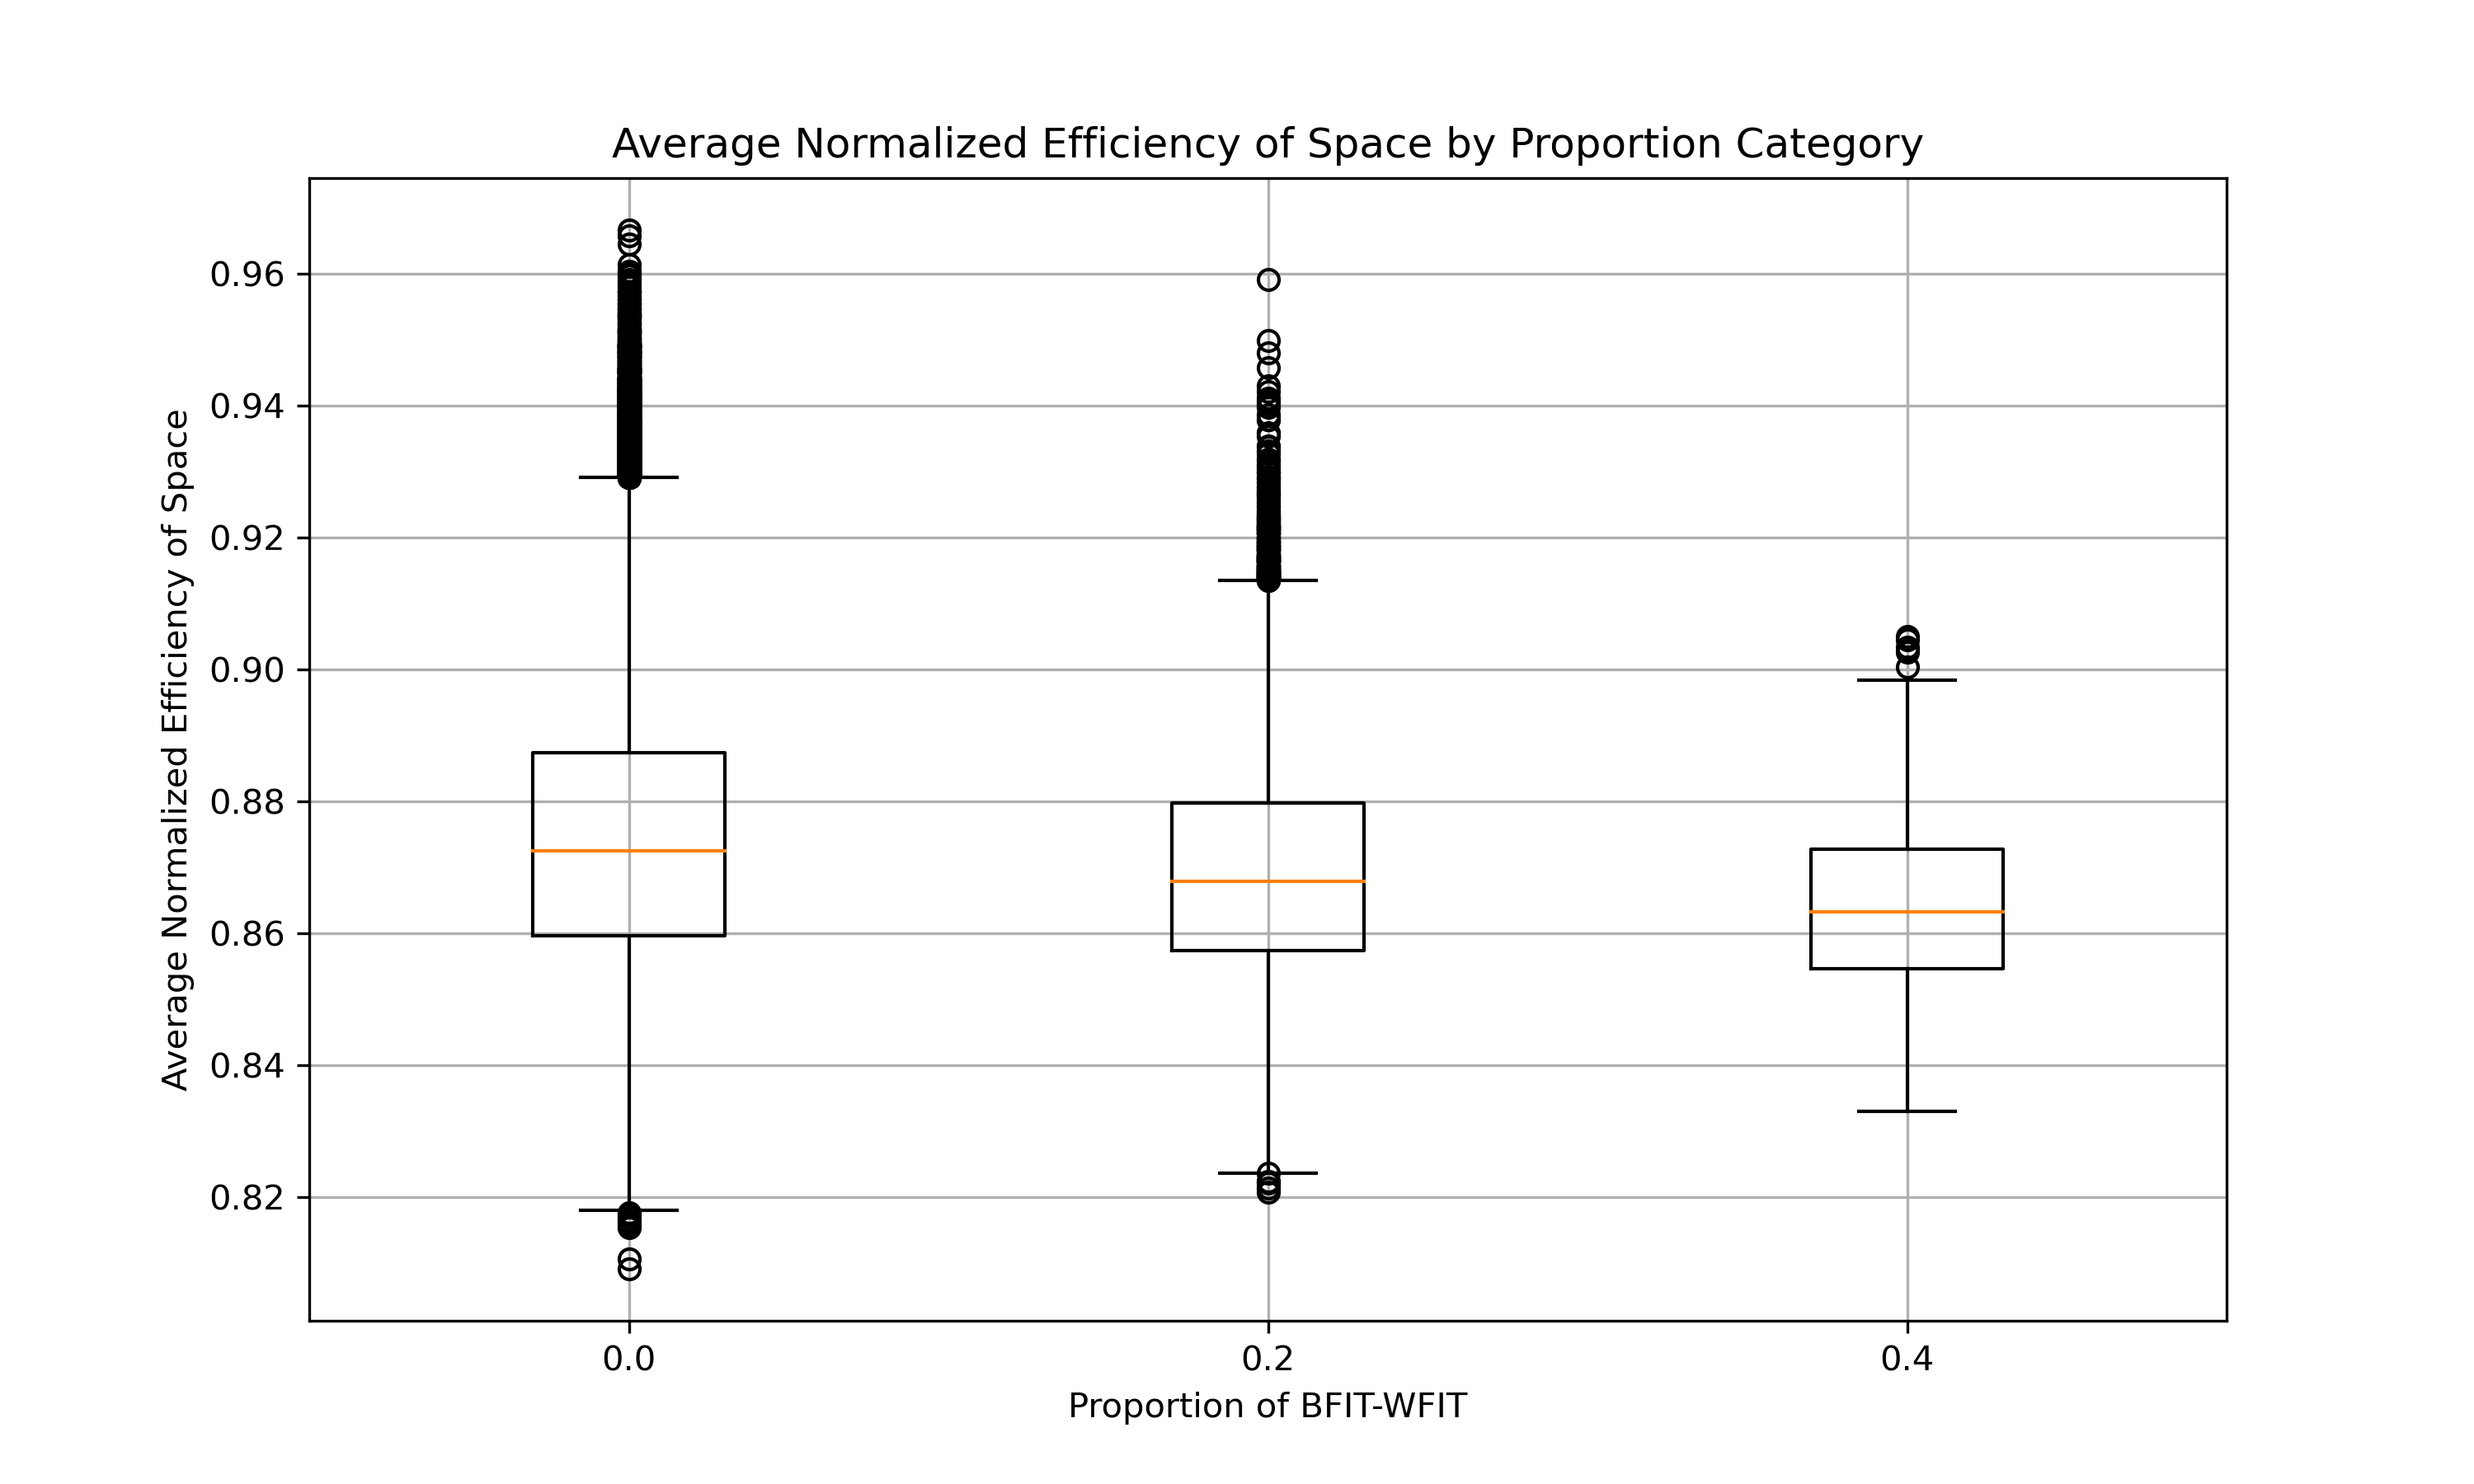 Average Normalized Efficiency of Space by Proportion Category
Average Normalized Efficiency of Space
0.96
0.94
0.92
0.90
0.88
0.86
0.84
0.82
0.0 0.2 0.4
Proportion of BFIT-WFIT